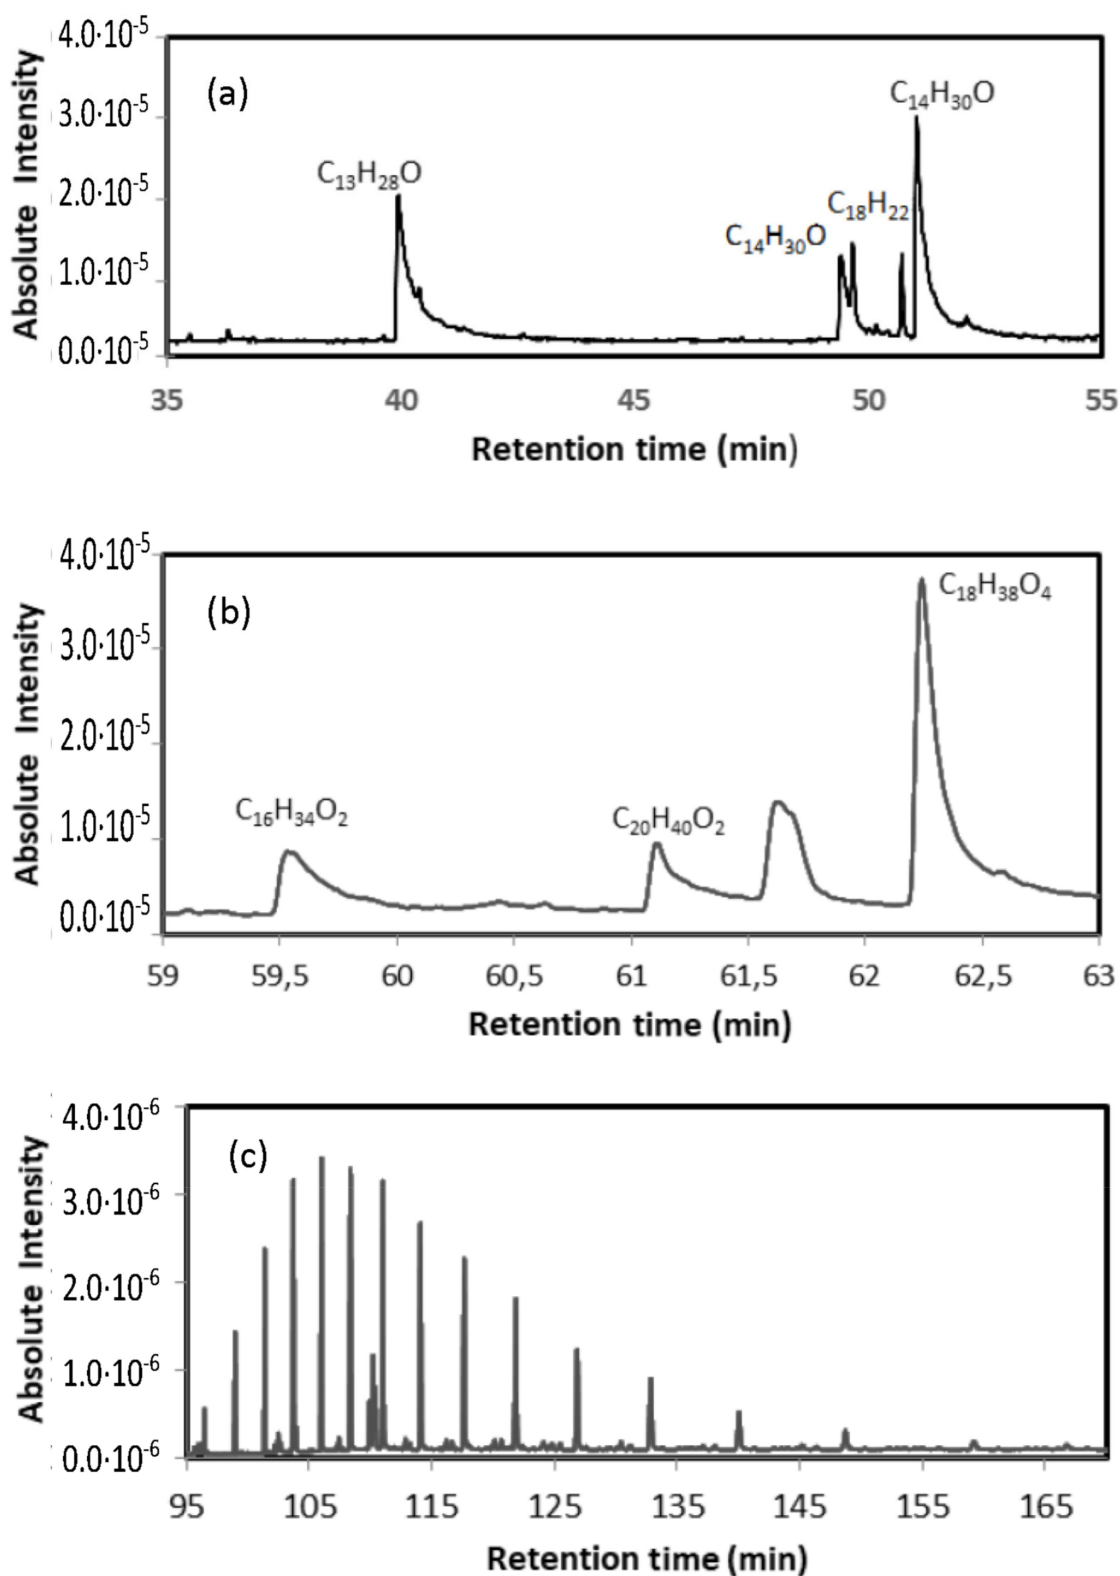 4.0·10⁻⁵
3.0·10⁻⁵
2.0·10⁻⁵
1.0·10⁻⁵
0.0·10⁻⁵
Absolute Intensity
(a)
C₁₃H₂₈O
C₁₄H₃₀O
C₁₈H₂₂
C₁₄H₃₀O
35 40 45 50 55
Retention time (min)
4.0·10⁻⁵
3.0·10⁻⁵
2.0·10⁻⁵
1.0·10⁻⁵
0.0·10⁻⁵
Absolute Intensity
(b)
C₁₆H₃₄O₂
C₂₀H₄₀O₂
C₁₈H₃₈O₄
59 59,5 60 60,5 61 61,5 62 62,5 63
Retention time (min)
4.0·10⁻⁶
3.0·10⁻⁶
2.0·10⁻⁶
1.0·10⁻⁶
0.0·10⁻⁶
Absolute Intensity
(c)
95 105 115 125 135 145 155 165
Retention time (min)